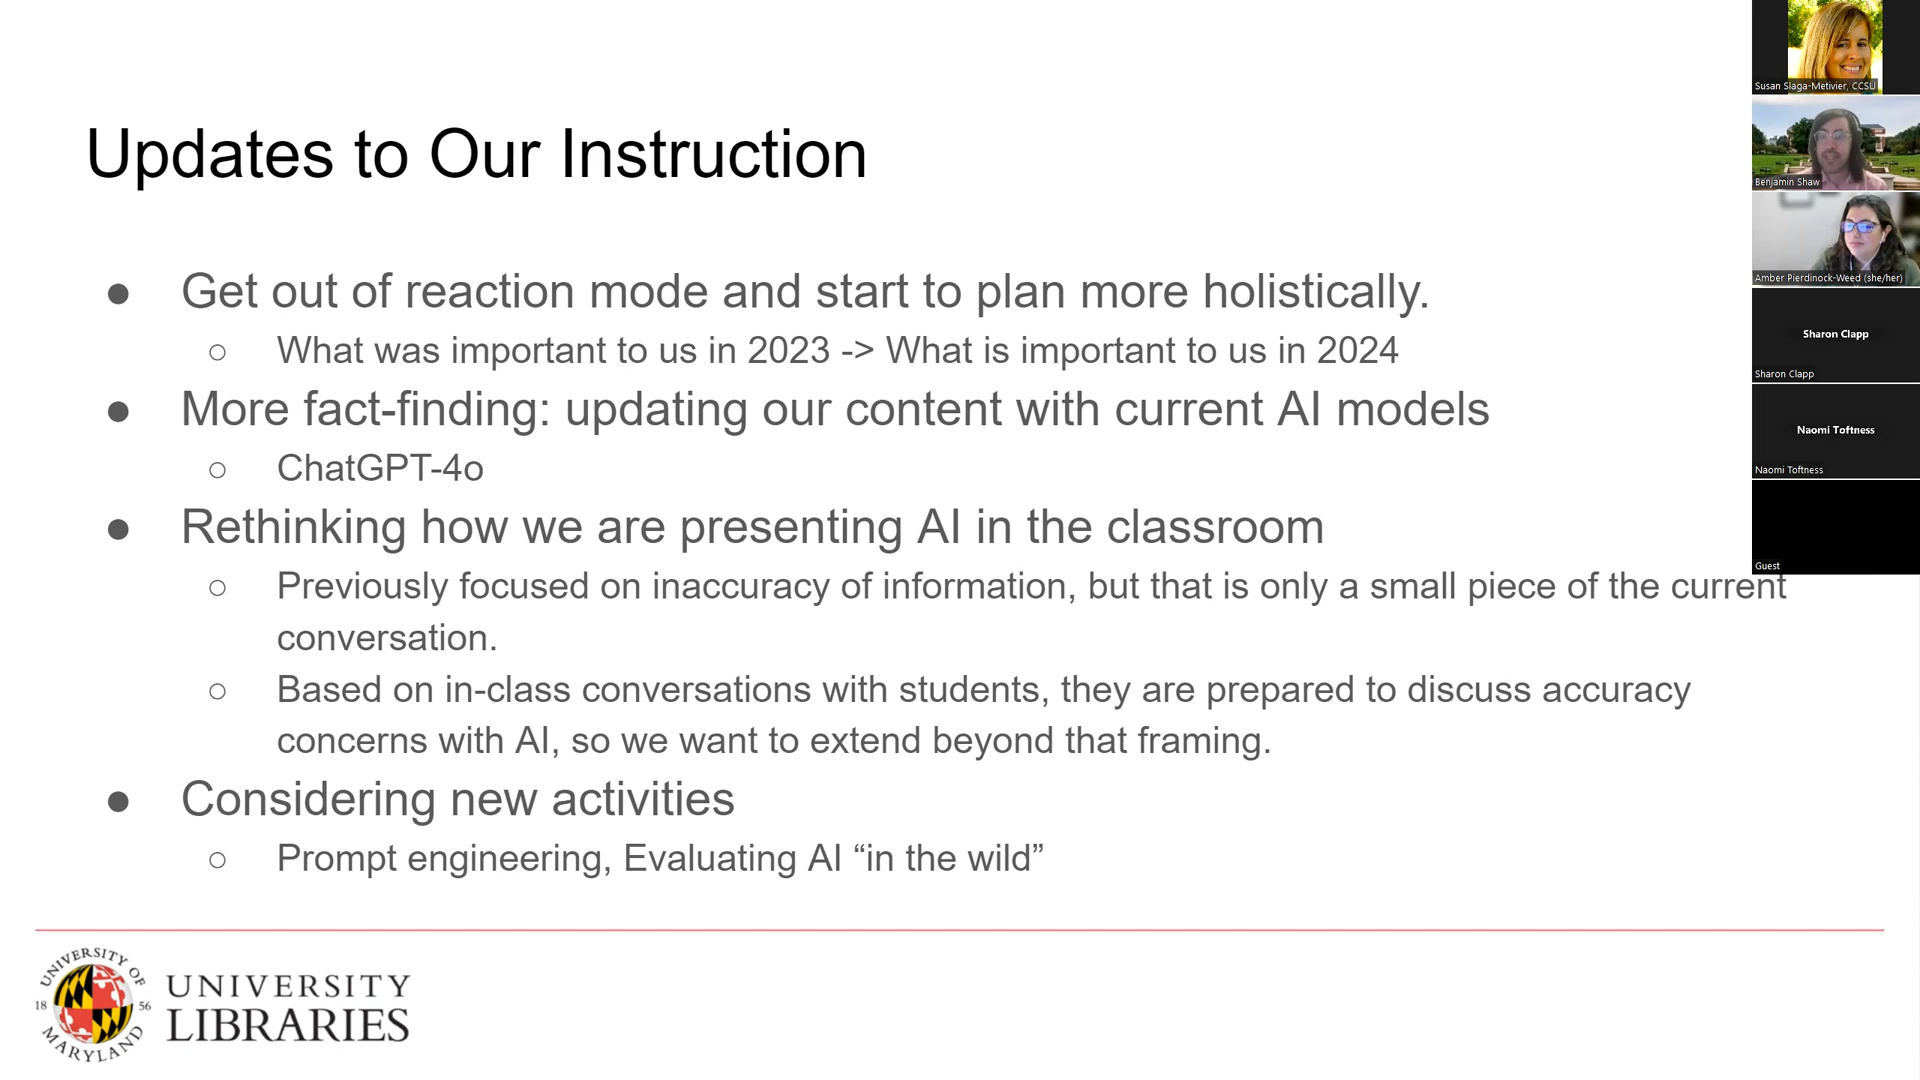 Updates to Our Instruction
● Get out of reaction mode and start to plan more holistically.
○ What was important to us in 2023 -> What is important to us in 2024
● More fact-finding: updating our content with current AI models
○ ChatGPT-4o
● Rethinking how we are presenting AI in the classroom
○ Previously focused on inaccuracy of information, but that is only a small piece of the current
conversation.
○ Based on in-class conversations with students, they are prepared to discuss accuracy
concerns with AI, so we want to extend beyond that framing.
● Considering new activities
○ Prompt engineering, Evaluating AI “in the wild”
UNIVERSITY OF
18 56
MARYLAND
UNIVERSITY
LIBRARIES
Susan Slaga-Metivier, CCSU
Benjamin Shaw
Amber Pierdinock-Weed (she/her)
Sharon Clapp
Sharon Clapp
Naomi Toftness
Naomi Toftness
Guest